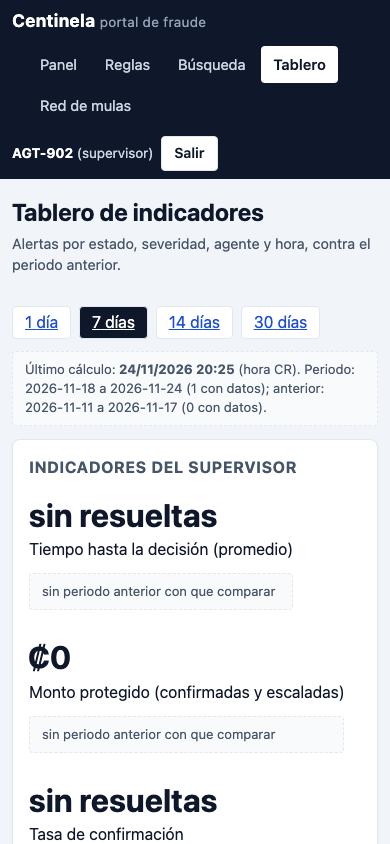 Centinela portal de fraude
Panel Reglas Búsqueda Tablero
Red de mulas
AGT-902 (supervisor) Salir
Tablero de indicadores
Alertas por estado, severidad, agente y hora, contra el
periodo anterior.
1 día 7 días 14 días 30 días
Último cálculo: 24/11/2026 20:25 (hora CR). Periodo:
2026-11-18 a 2026-11-24 (1 con datos); anterior:
2026-11-11 a 2026-11-17 (0 con datos).
INDICADORES DEL SUPERVISOR
sin resueltas
Tiempo hasta la decisión (promedio)
sin periodo anterior con que comparar
₡0
Monto protegido (confirmadas y escaladas)
sin periodo anterior con que comparar
sin resueltas
Tasa de confirmación